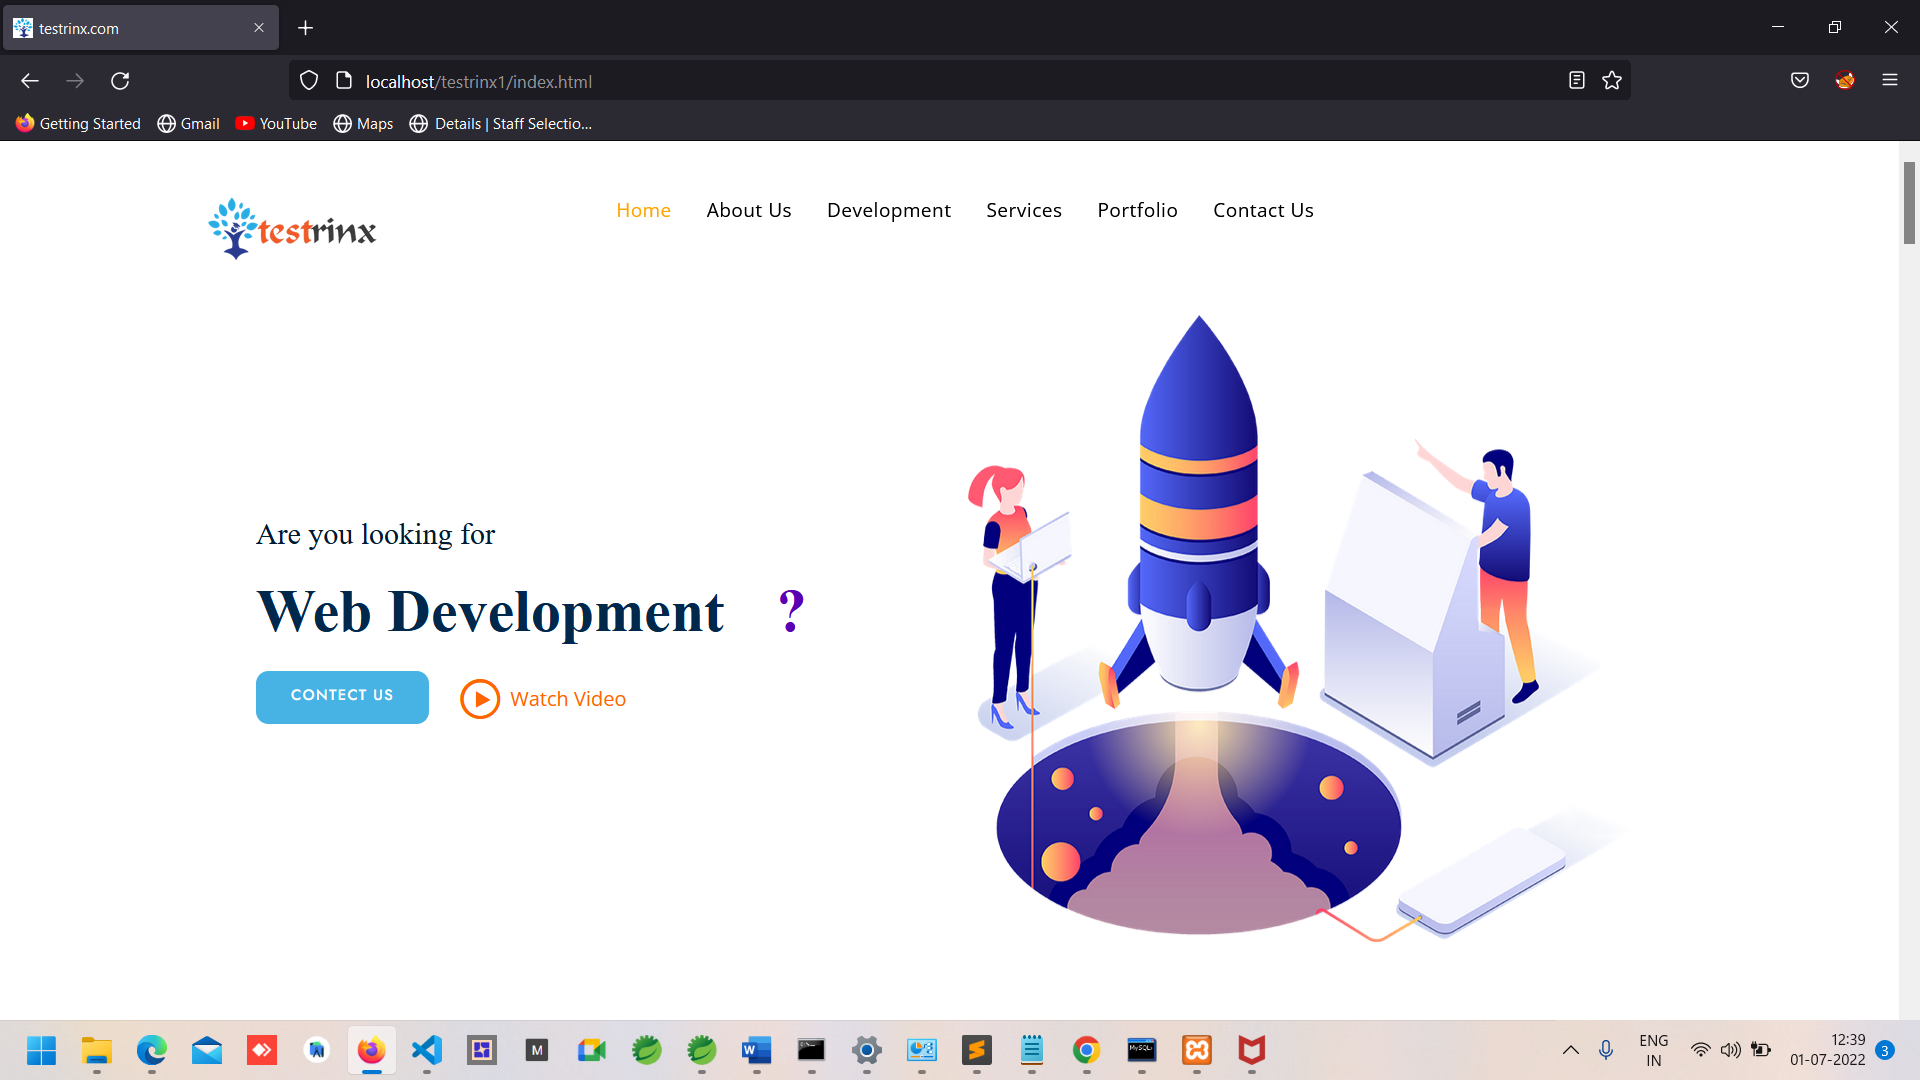 testrinx.com
localhost/testrinx1/index.html
Getting Started Gmail YouTube Maps Details | Staff Selectio...
testrinx
Home About Us Development Services Portfolio Contact Us
Are you looking for
Web Development ?
CONTECT US Watch Video
M
W
MySQL
ENG
IN
12:39
01-07-2022
3